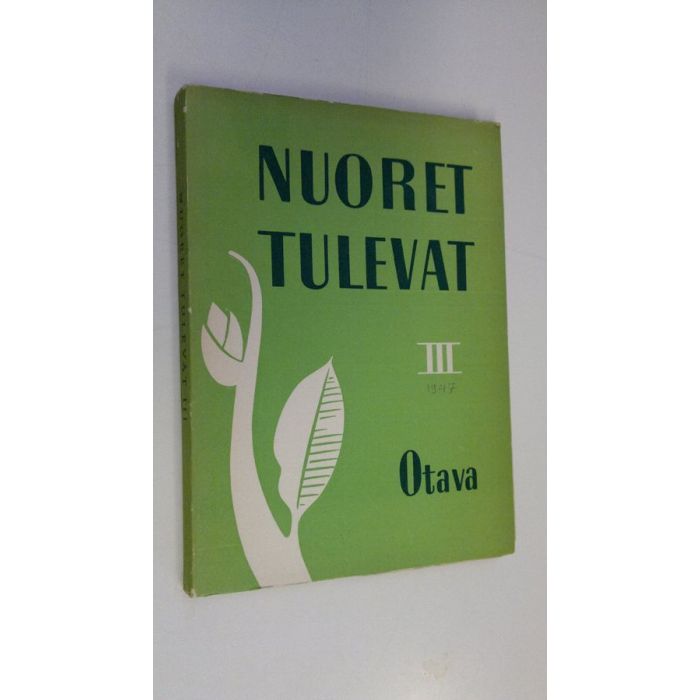 NUORET
TULEVAT
III
1947
Otava
NUORET TULEVAT III